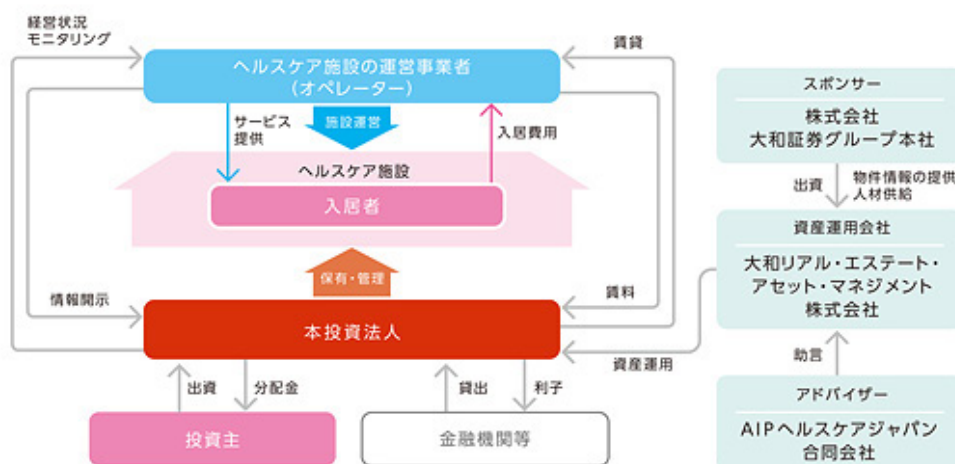 経営状況
モニタリング
賃貸
ヘルスケア施設の運営事業者
(オペレーター)
サービス
提供
施設運営
入居費用
ヘルスケア施設
入居者
保有・管理
情報開示
賃料
本投資法人
資産運用
出資
分配金
貸出
利子
投資主
金融機関等
スポンサー
株式会社
大和証券グループ本社
出資
物件情報の提供
人材供給
資産運用会社
大和リアル・エステート・
アセット・マネジメント
株式会社
助言
アドバイザー
AIPヘルスケアジャパン
合同会社